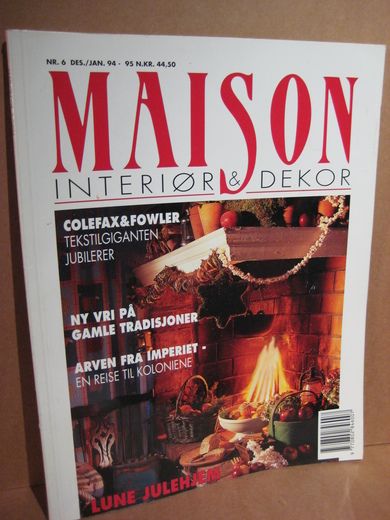 NR. 6 DES./JAN. 94 - 95 N.KR. 44,50
MAISON
INTERIØR & DEKOR
COLEFAX&FOWLER
TEKSTILGIGANTEN
JUBILERER
NY VRI PÅ
GAMLE TRADISJONER
ARVEN FRA IMPERIET -
EN REISE TIL KOLONIENE
LUNE JULEHJEM